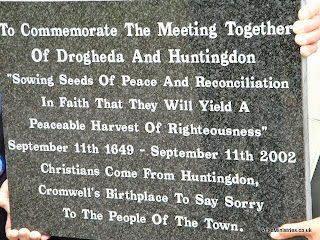 To Commemorate The Meeting Together
Of Drogheda And Huntingdon
"Sowing Seeds Of Peace And Reconciliation
In Faith That They Will Yield A
Peaceable Harvest Of Righteousness"
September 11th 1649 - September 11th 2002
Christians Come From Huntingdon,
Cromwell's Birthplace To Say Sorry
To The People Of The Town.